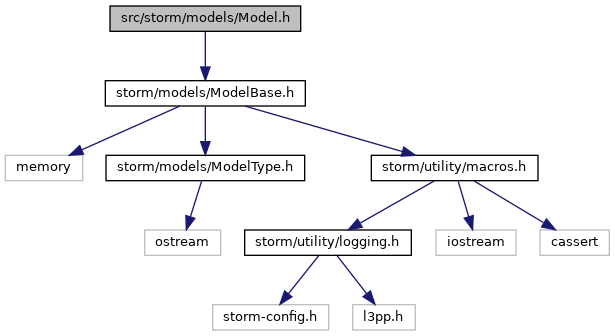 src/storm/models/Model.h
storm/models/ModelBase.h
memory
storm/models/ModelType.h
storm/utility/macros.h
ostream
storm/utility/logging.h
iostream
cassert
storm-config.h
l3pp.h